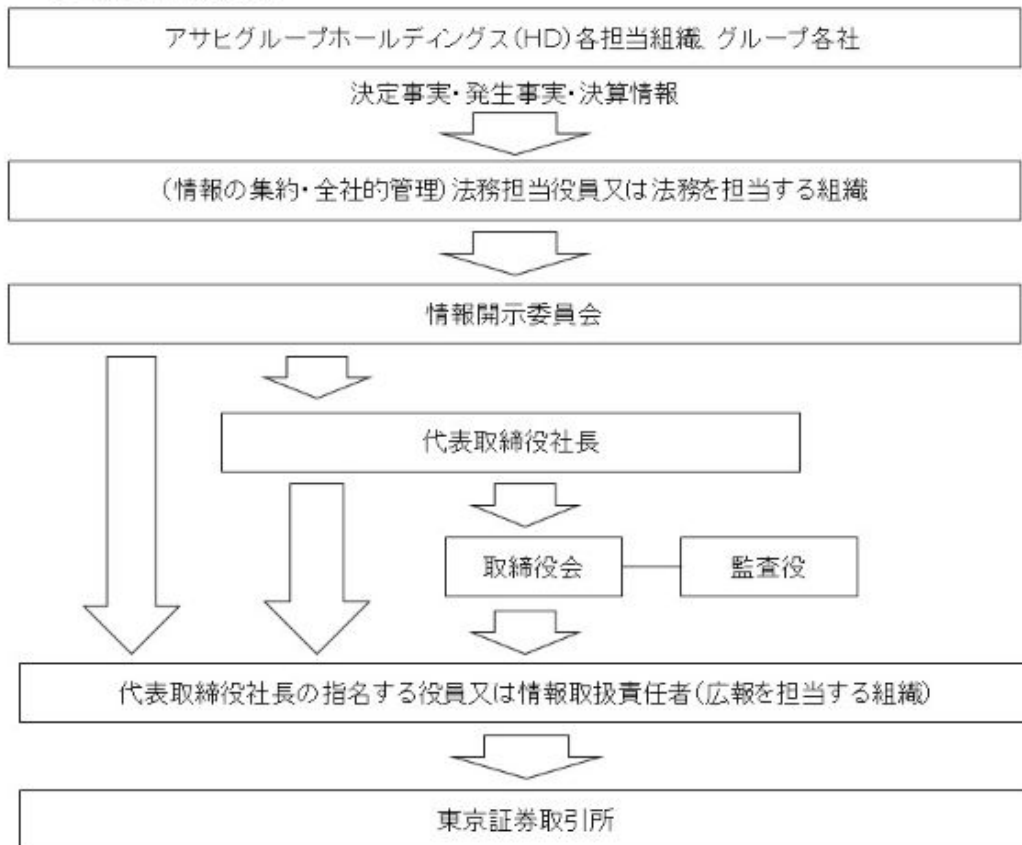 アサヒグループホールディングス(HD)各担当組織、グループ各社
決定事実・発生事実・決算情報
(情報の集約・全社的管理)法務担当役員又は法務を担当する組織
情報開示委員会
代表取締役社長
取締役会
監査役
代表取締役社長の指名する役員又は情報取扱責任者(広報を担当する組織)
東京証券取引所